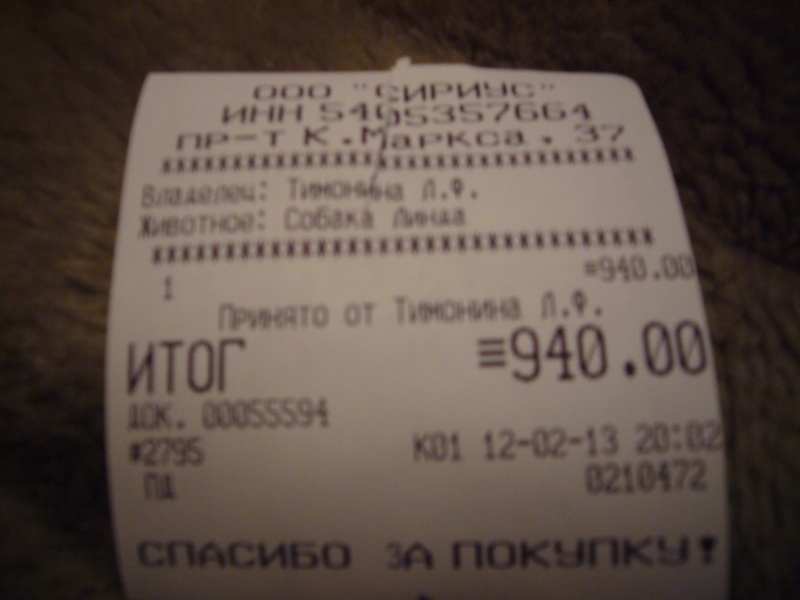 ООО "СИРИУС"
ИНН 5405357664
ПР-Т К.Маркса. 37
Владелец: Тимонина Л.Ф.
Животное: Собака Линда
1 =940.00
Принято от Тимонина Л.Ф.
ИТОГ ≡940.00
ДОК. 00055594
#2795 К01 12-02-13 20:02
ПД 0210472
СПАСИБО ЗА ПОКУПКУ!